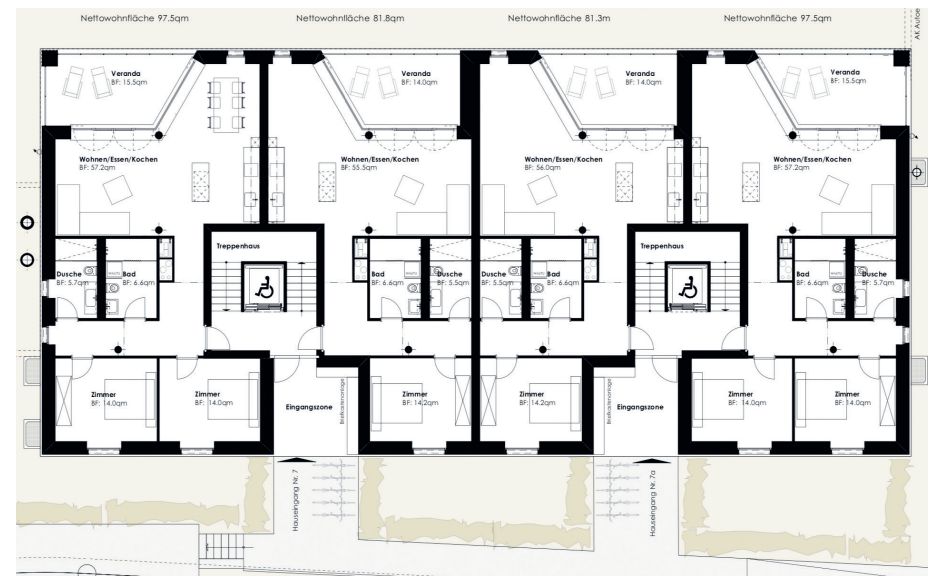 Nettowohnfläche 97.5qm
Nettowohnfläche 81.8qm
Nettowohnfläche 81.3m
Nettowohnfläche 97.5qm
AK Autoe
Veranda
BF: 15.5qm
Veranda
BF: 14.0qm
Veranda
BF: 14.0qm
Veranda
BF: 15.5qm
Wohnen/Essen/Kochen
BF: 57.2qm
Wohnen/Essen/Kochen
BF: 55.5qm
Wohnen/Essen/Kochen
BF: 56.0qm
Wohnen/Essen/Kochen
BF: 57.2qm
Treppenhaus
Treppenhaus
Dusche
BF: 5.7qm
Bad
BF: 6.6qm
Bad
BF: 6.6qm
Dusche
BF: 5.5qm
Dusche
BF: 5.5qm
Bad
BF: 6.6qm
Bad
BF: 6.6qm
Dusche
BF: 5.7qm
Zimmer
BF: 14.0qm
Zimmer
BF: 14.0qm
Eingangszone
Briefkastenanlage
Zimmer
BF: 14.2qm
Zimmer
BF: 14.2qm
Briefkastenanlage
Eingangszone
Zimmer
BF: 14.0qm
Zimmer
BF: 14.0qm
Hauseingang Nr. 7
Hauseingang Nr. 7a